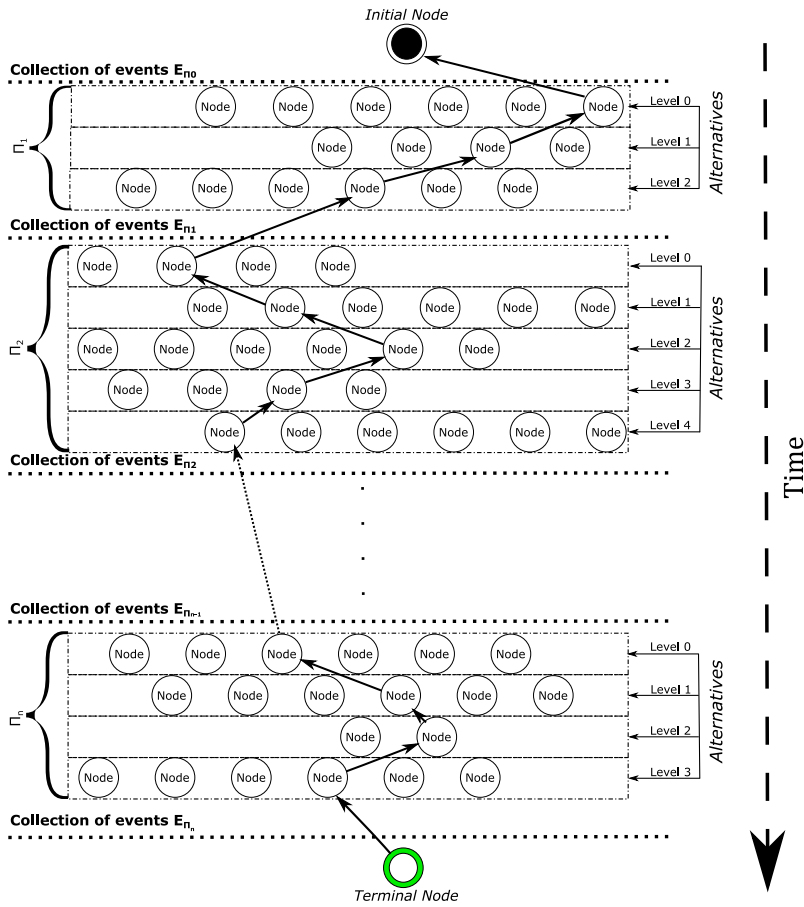 Initial Node
Collection of events EΠ0
Node Node Node Node Node Node Level 0
Node Node Node Node Level 1
Node Node Node Node Node Node Level 2
Π1
Alternatives
Collection of events EΠ1
Node Node Node Node Level 0
Node Node Node Node Node Node Level 1
Node Node Node Node Node Node Level 2
Node Node Node Node Level 3
Node Node Node Node Node Node Level 4
Π2
Alternatives
Collection of events EΠ2
Time
Collection of events EΠn-1
Node Node Node Node Node Node Level 0
Node Node Node Node Node Node Level 1
Node Node Level 2
Node Node Node Node Node Node Level 3
Πn
Alternatives
Collection of events EΠn
Terminal Node